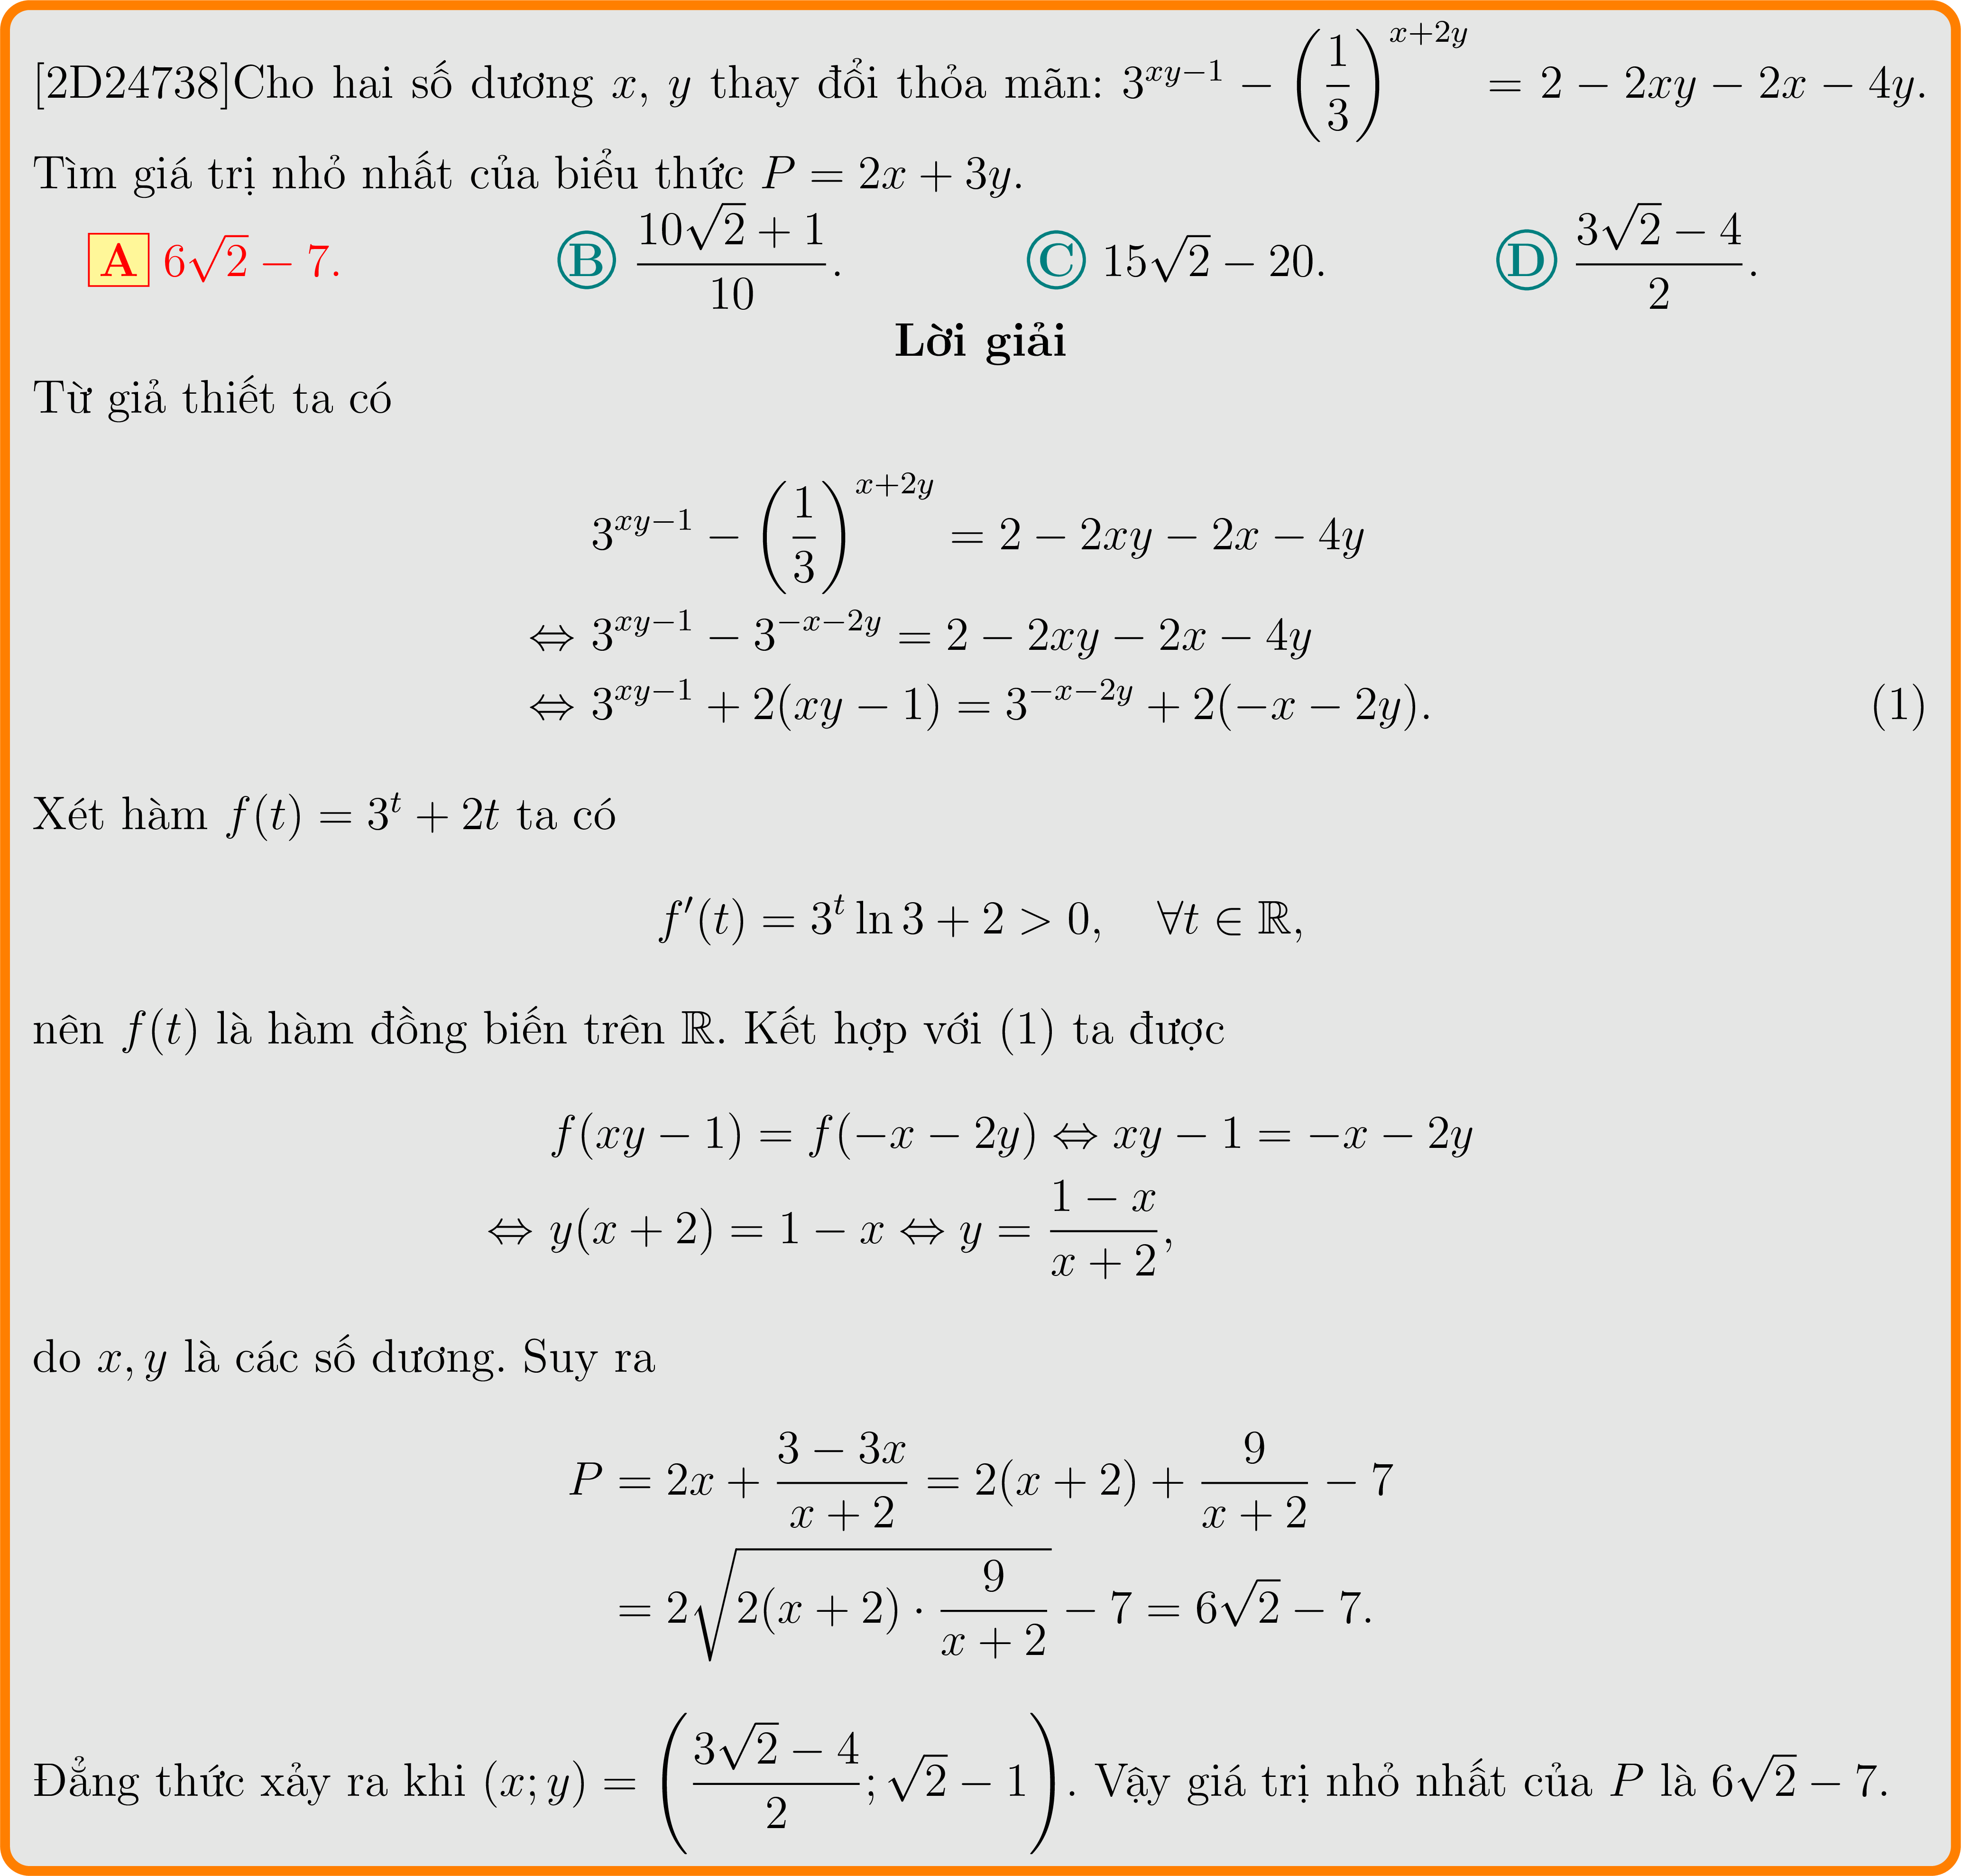 [2D24738]Cho hai số dương x, y thay đổi thỏa mãn: $3^{xy-1} - \left(\frac{1}{3}\right)^{x+2y} = 2 - 2xy - 2x - 4y.$
Tìm giá trị nhỏ nhất của biểu thức $P = 2x + 3y.$
A $6\sqrt{2} - 7.$ B $\frac{10\sqrt{2}+1}{10}.$ C $15\sqrt{2} - 20.$ D $\frac{3\sqrt{2}-4}{2}.$
Lời giải
Từ giả thiết ta có
$3^{xy-1} - \left(\frac{1}{3}\right)^{x+2y} = 2 - 2xy - 2x - 4y$
$\Leftrightarrow 3^{xy-1} - 3^{-x-2y} = 2 - 2xy - 2x - 4y$
$\Leftrightarrow 3^{xy-1} + 2(xy - 1) = 3^{-x-2y} + 2(-x - 2y).$ (1)
Xét hàm $f(t) = 3^t + 2t$ ta có
$f'(t) = 3^t \ln 3 + 2 > 0, \quad \forall t \in \mathbb{R},$
nên $f(t)$ là hàm đồng biến trên $\mathbb{R}$. Kết hợp với (1) ta được
$f(xy - 1) = f(-x - 2y) \Leftrightarrow xy - 1 = -x - 2y$
$\Leftrightarrow y(x + 2) = 1 - x \Leftrightarrow y = \frac{1-x}{x+2},$
do $x, y$ là các số dương. Suy ra
$P = 2x + \frac{3-3x}{x+2} = 2(x + 2) + \frac{9}{x+2} - 7$
$= 2\sqrt{2(x+2) \cdot \frac{9}{x+2}} - 7 = 6\sqrt{2} - 7.$
Đẳng thức xảy ra khi $(x; y) = \left(\frac{3\sqrt{2}-4}{2}; \sqrt{2} - 1\right)$. Vậy giá trị nhỏ nhất của $P$ là $6\sqrt{2} - 7.$